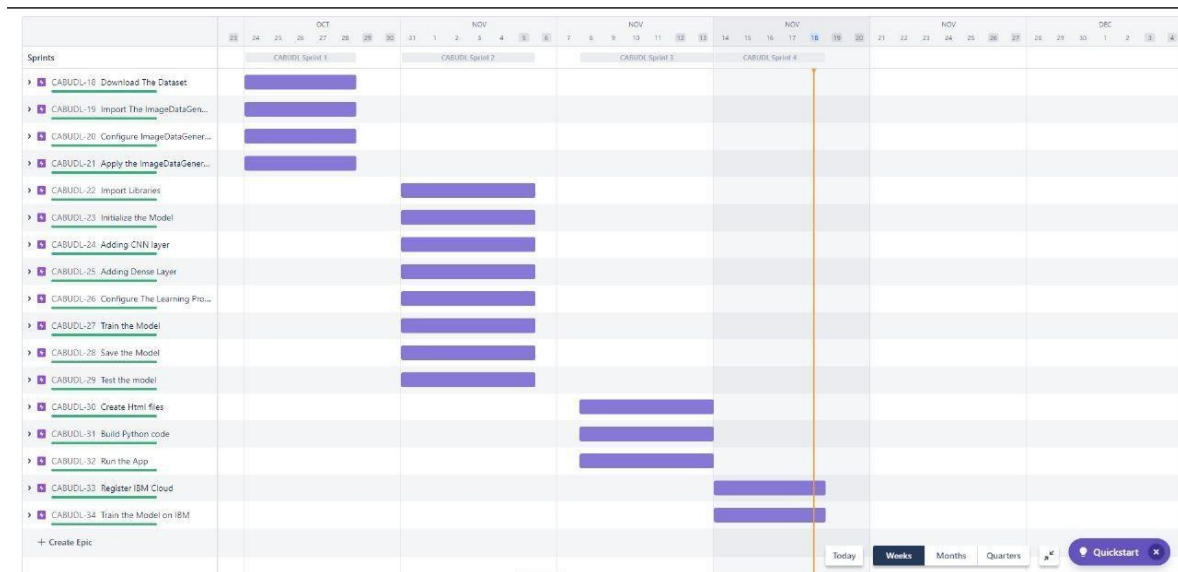 OCT NOV NOV NOV NOV DEC
23 24 25 26 27 28 29 30 31 1 2 3 4 5 6 7 8 9 10 11 12 13 14 15 16 17 18 19 20 21 22 23 24 25 26 27 28 29 30 1 2 3 4
Sprints CABUDL Sprint 1 CABUDL Sprint 2 CABUDL Sprint 3 CABUDL Sprint 4
CABUDL-18 Download The Dataset
CABUDL-19 Import The ImageDataGen...
CABUDL-20 Configure ImageDataGener...
CABUDL-21 Apply the ImageDataGener...
CABUDL-22 Import Libraries
CABUDL-23 Initialize the Model
CABUDL-24 Adding CNN layer
CABUDL-25 Adding Dense Layer
CABUDL-26 Configure The Learning Pro...
CABUDL-27 Train the Model
CABUDL-28 Save the Model
CABUDL-29 Test the model
CABUDL-30 Create Html files
CABUDL-31 Build Python code
CABUDL-32 Run the App
CABUDL-33 Register IBM Cloud
CABUDL-34 Train the Model on IBM
+ Create Epic
Today Weeks Months Quarters Quickstart